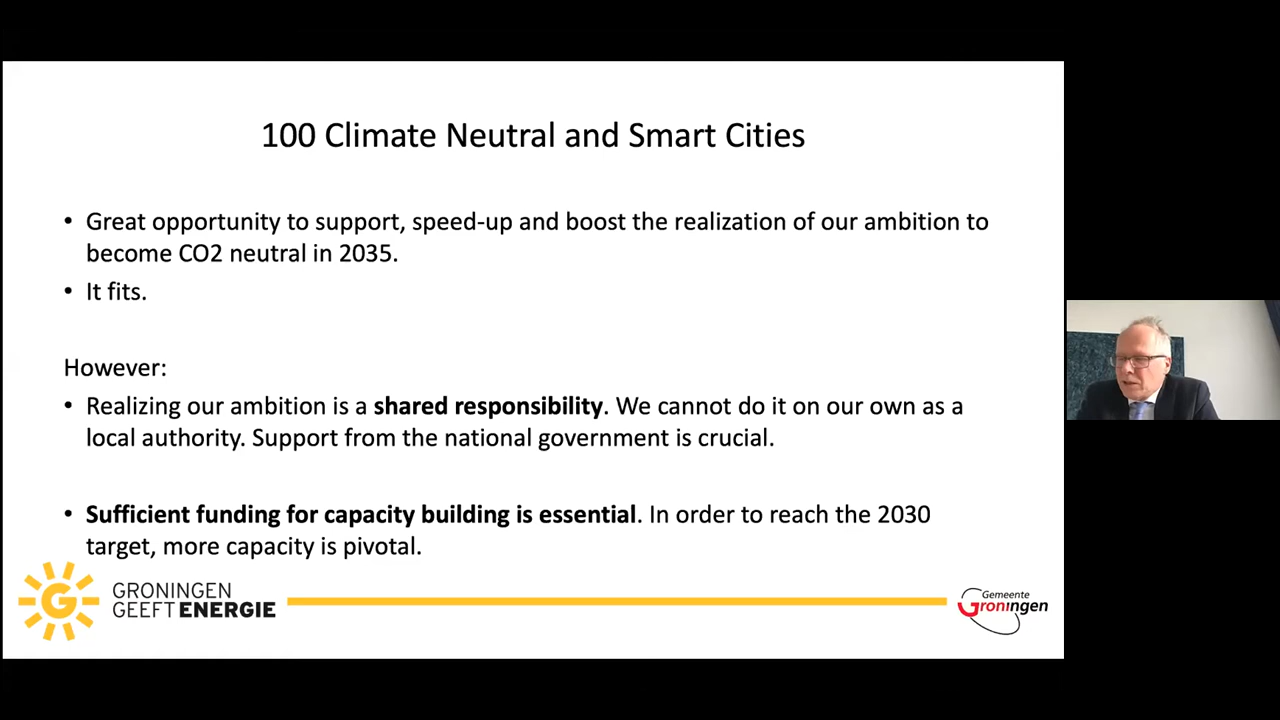 100 Climate Neutral and Smart Cities
• Great opportunity to support, speed-up and boost the realization of our ambition to
become CO2 neutral in 2035.
• It fits.
However:
• Realizing our ambition is a shared responsibility. We cannot do it on our own as a
local authority. Support from the national government is crucial.
• Sufficient funding for capacity building is essential. In order to reach the 2030
target, more capacity is pivotal.
G
GRONINGEN
GEEFT ENERGIE
Gemeente
Groningen